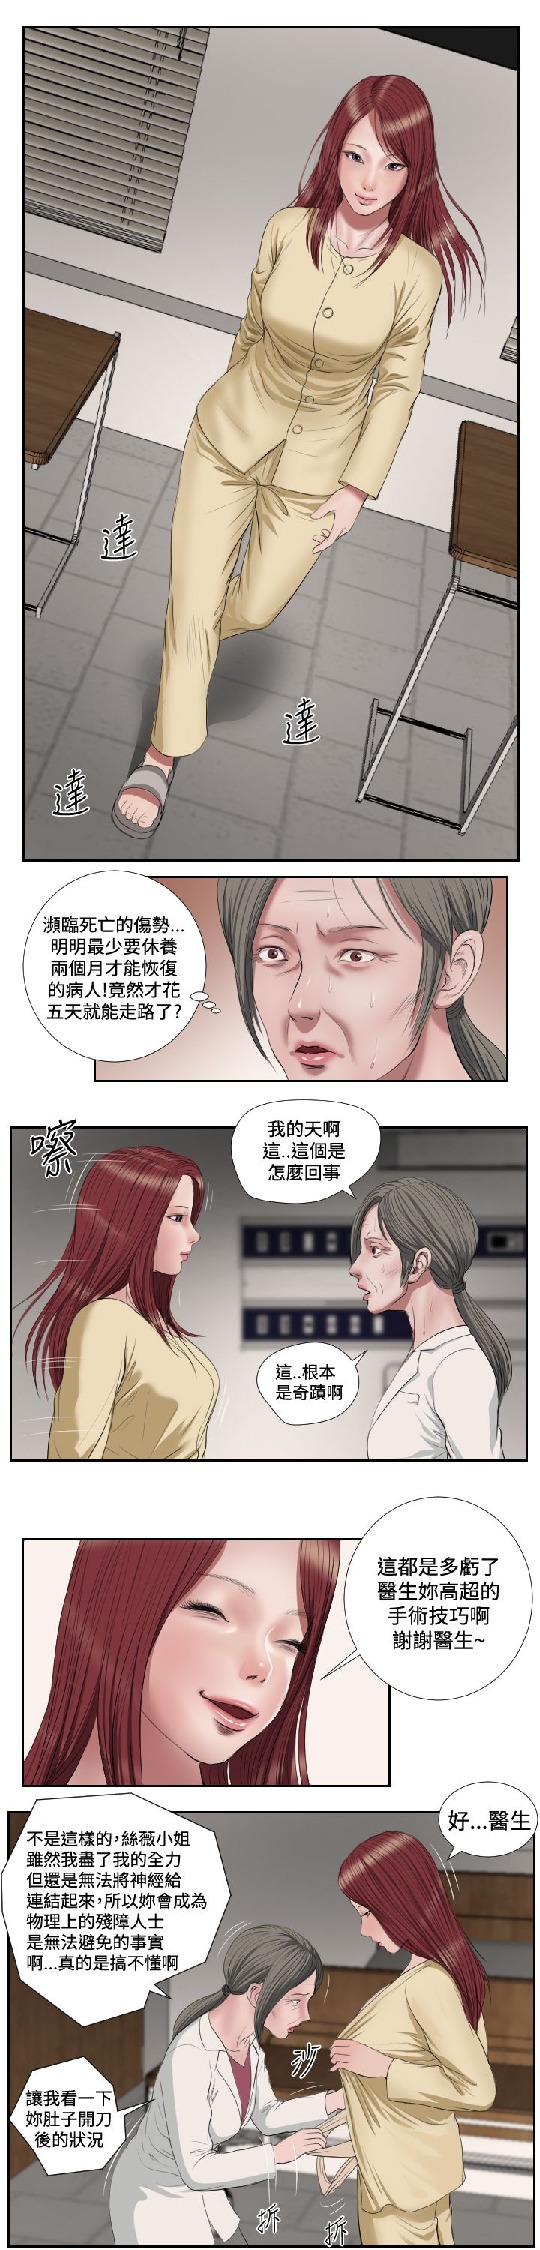 達
達
達
瀕臨死亡的傷勢...
明明最少要休養
兩個月才能恢復
的病人!竟然才花
五天就能走路了?
嚓
我的天啊
這..這個是
怎麼回事
這..根本
是奇蹟啊
這都是多虧了
醫生妳高超的
手術技巧啊
謝謝醫生~
好...醫生
不是這樣的,絲薇小姐
雖然我盡了我的全力
但還是無法將神經給
連結起來,所以妳會成為
物理上的殘障人士
是無法避免的事實
啊...真的是搞不懂啊
沙
讓我看一下
妳肚子開刀
後的狀況
拆
拆